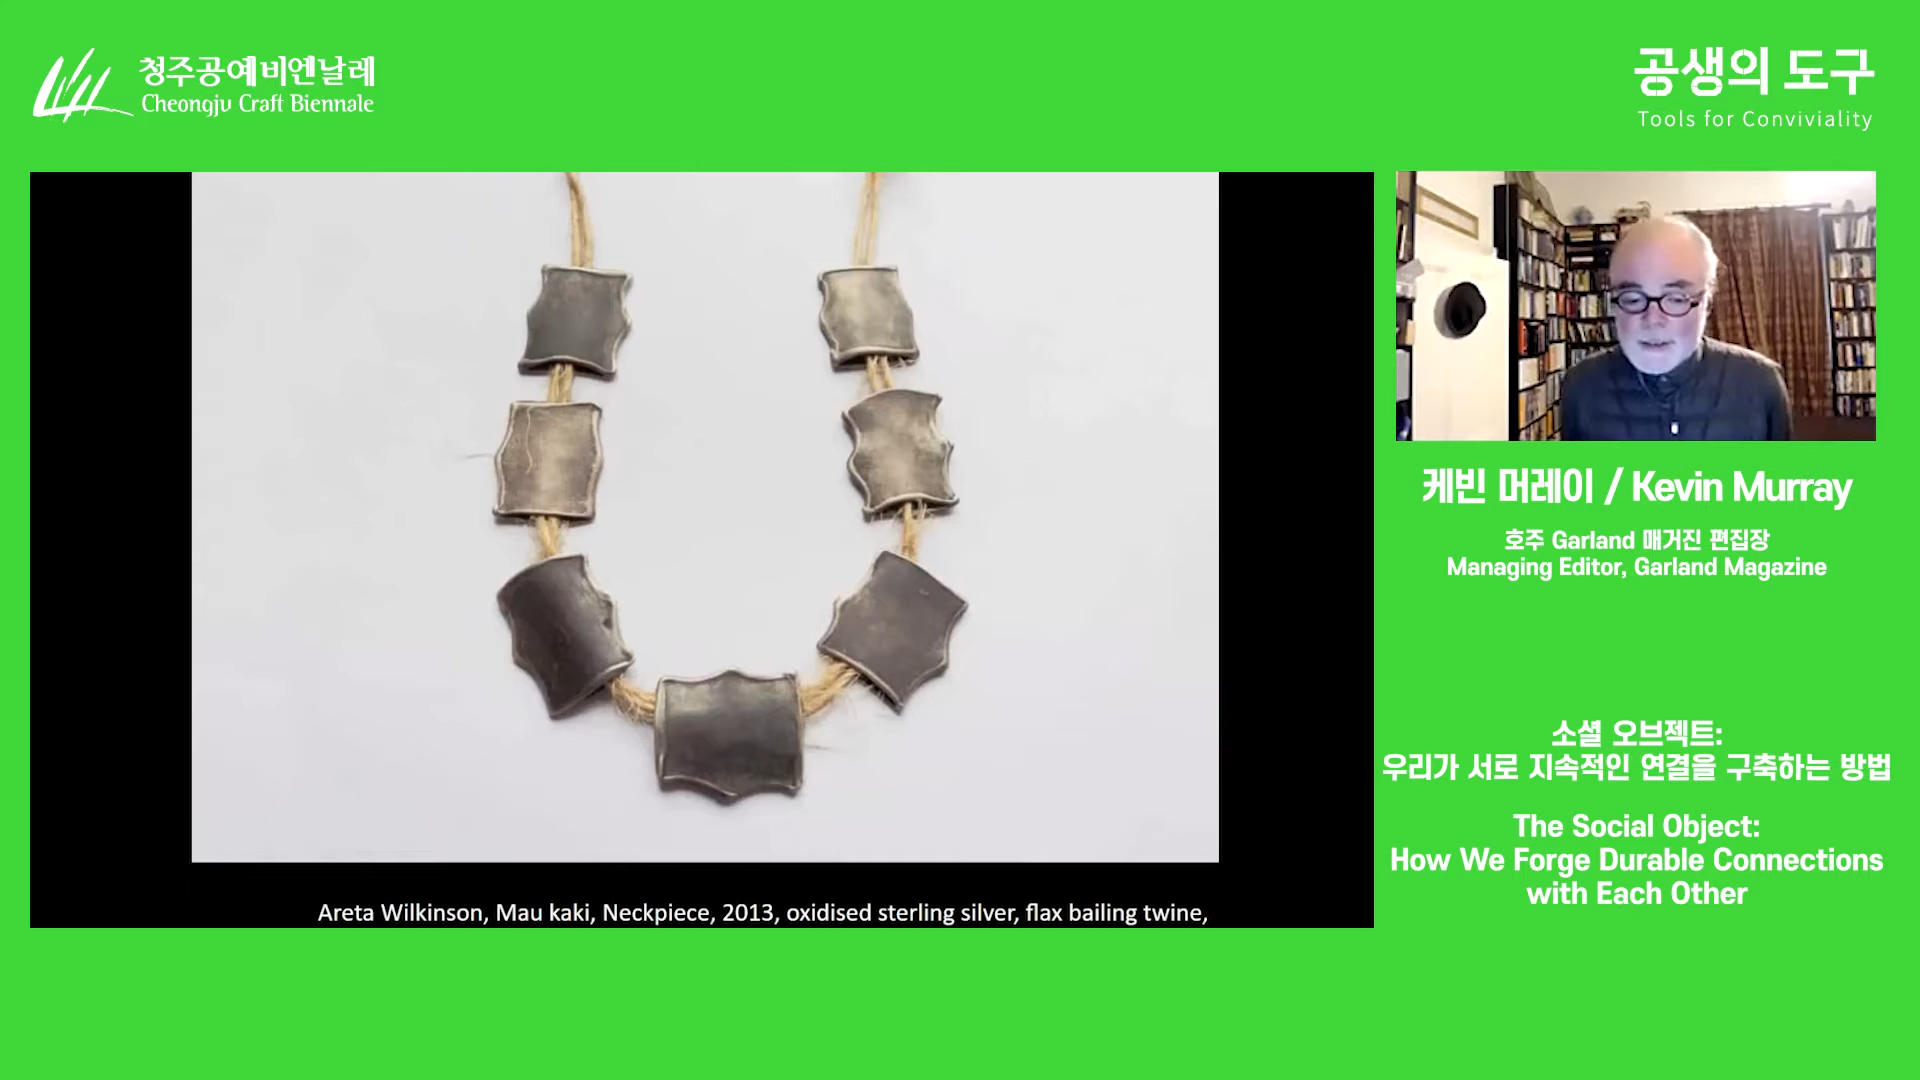 청주공예비엔날레
Cheongju Craft Biennale
공생의 도구
Tools for Conviviality
Areta Wilkinson, Mau kaki, Neckpiece, 2013, oxidised sterling silver, flax bailing twine,
케빈 머레이 / Kevin Murray
호주 Garland 매거진 편집장
Managing Editor, Garland Magazine
소셜 오브젝트:
우리가 서로 지속적인 연결을 구축하는 방법
The Social Object:
How We Forge Durable Connections
with Each Other